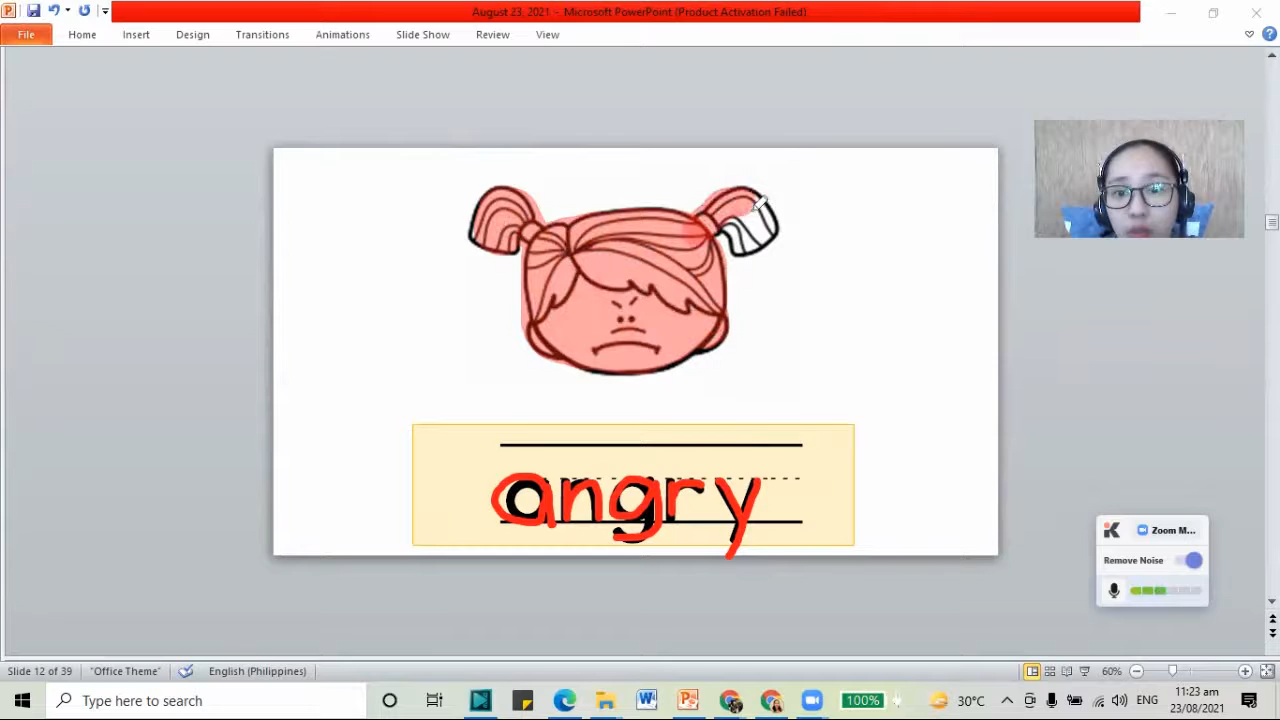 August 23, 2021 - Microsoft PowerPoint (Product Activation Failed)
File Home Insert Design Transitions Animations Slide Show Review View
angry
Zoom M...
Remove Noise
Slide 12 of 39 "Office Theme" English (Philippines) 60%
Type here to search 100% 30°C ENG 11:23 am
23/08/2021